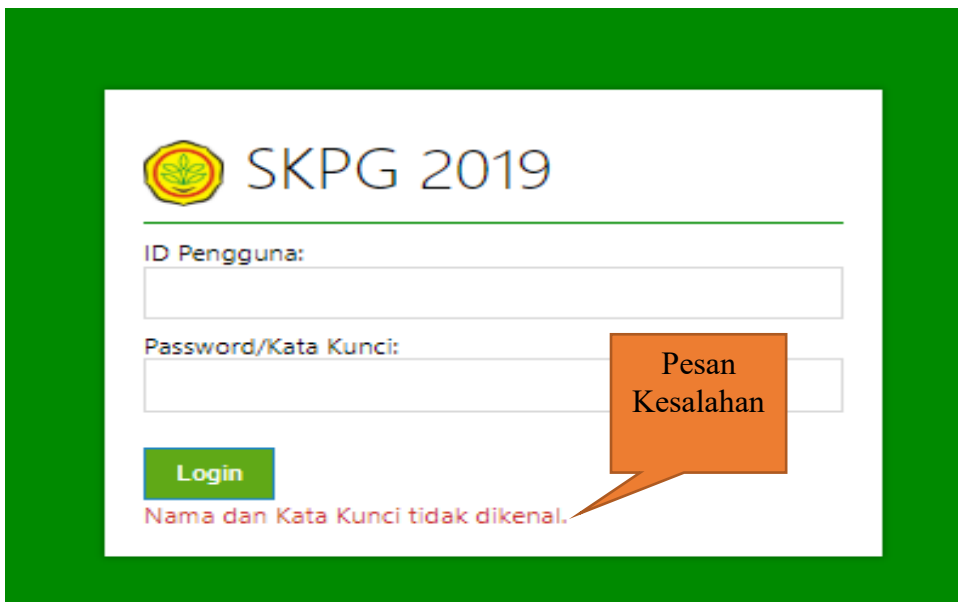 SKPG 2019
ID Pengguna:
Password/Kata Kunci:
Pesan
Kesalahan
Login
Nama dan Kata Kunci tidak dikenal.